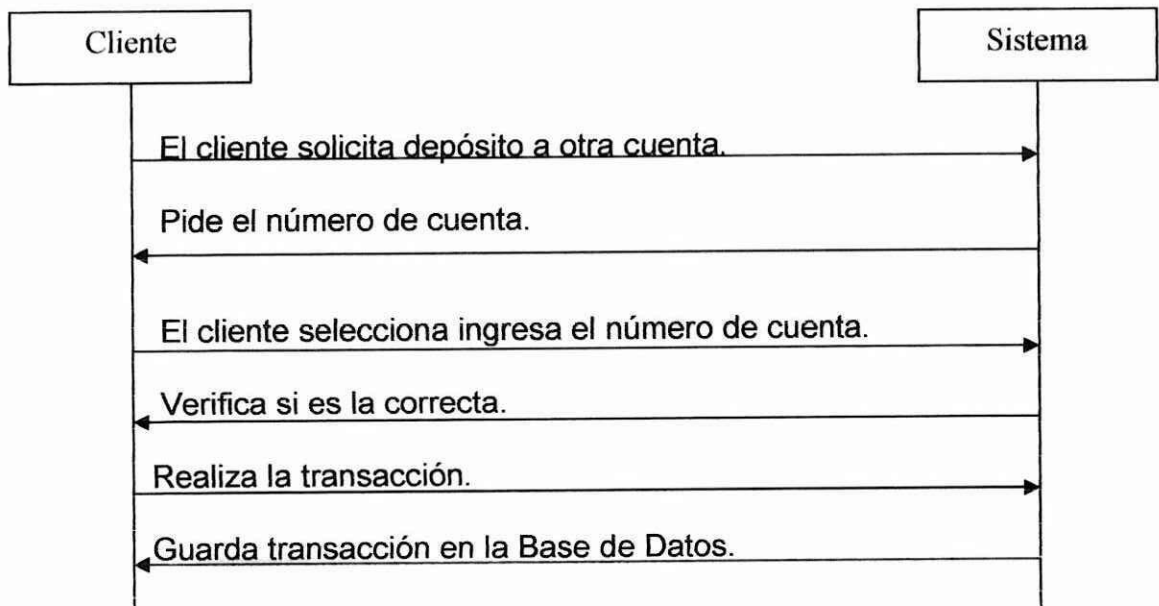 Cliente
Sistema
El cliente solicita depósito a otra cuenta.
Pide el número de cuenta.
El cliente selecciona ingresa el número de cuenta.
Verifica si es la correcta.
Realiza la transacción.
Guarda transacción en la Base de Datos.